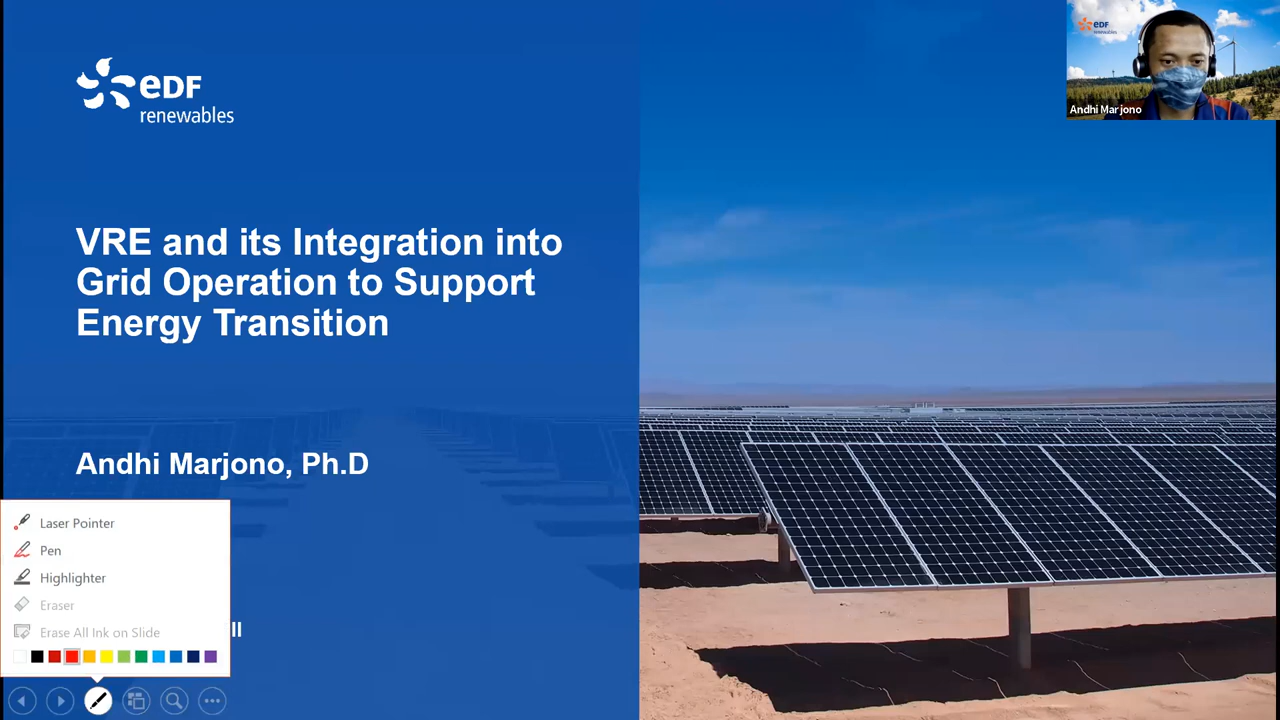 eDF
renewables
VRE and its Integration into
Grid Operation to Support
Energy Transition
Andhi Marjono, Ph.D
Laser Pointer
Pen
Highlighter
Eraser
Erase All Ink on Slide
eDF
renewables
Andhi Marjono